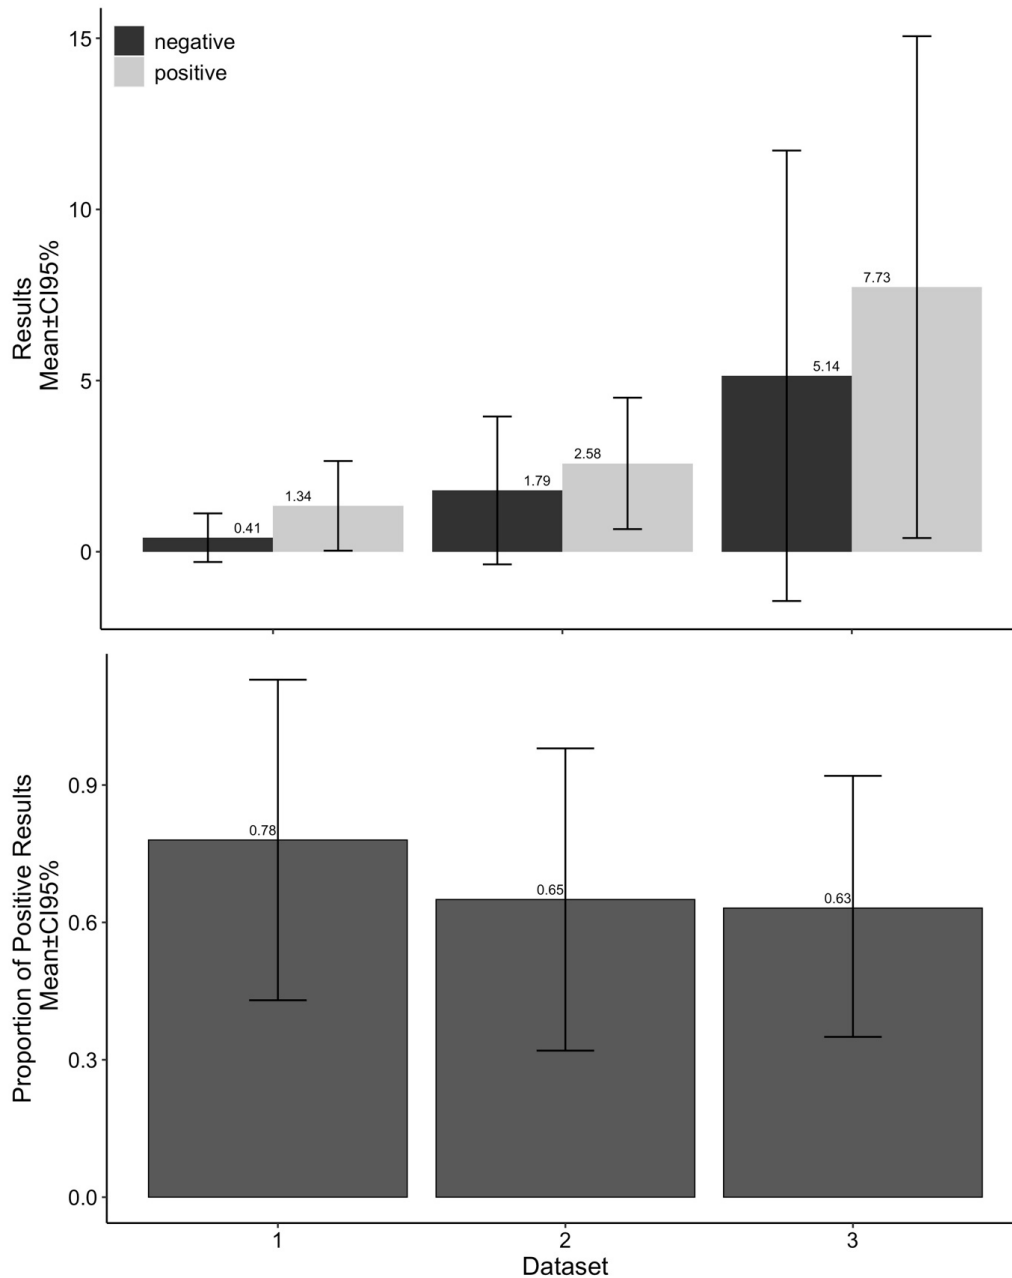 15
negative
positive
10
Results
Mean±CI95%
7.73
5
5.14
2.58
1.79
1.34
0.41
0
0.9
0.78
0.65
0.63
0.6
Proportion of Positive Results
Mean±CI95%
0.3
0.0
1 2 3
Dataset